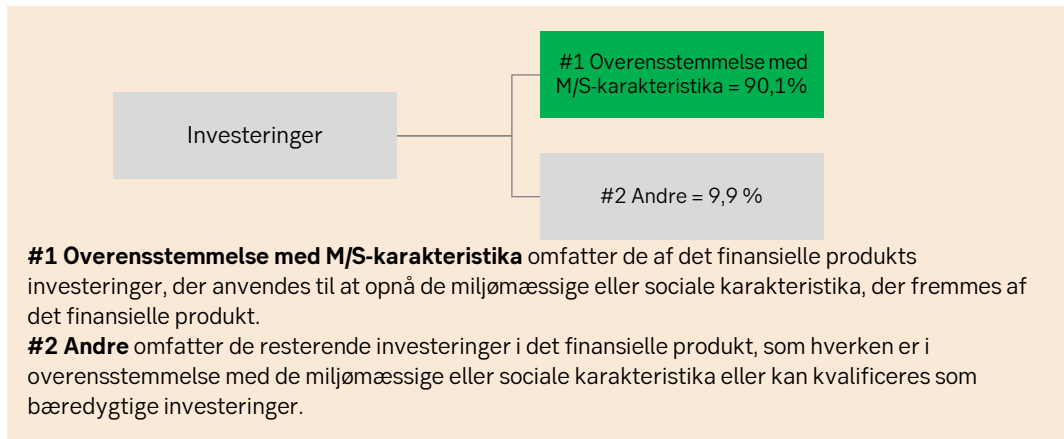 #1 Overensstemmelse med
M/S-karakteristika = 90,1%
Investeringer
#2 Andre = 9,9 %
#1 Overensstemmelse med M/S-karakteristika omfatter de af det finansielle produkts
investeringer, der anvendes til at opnå de miljømæssige eller sociale karakteristika, der fremmes af
det finansielle produkt.
#2 Andre omfatter de resterende investeringer i det finansielle produkt, som hverken er i
overensstemmelse med de miljømæssige eller sociale karakteristika eller kan kvalificeres som
bæredygtige investeringer.